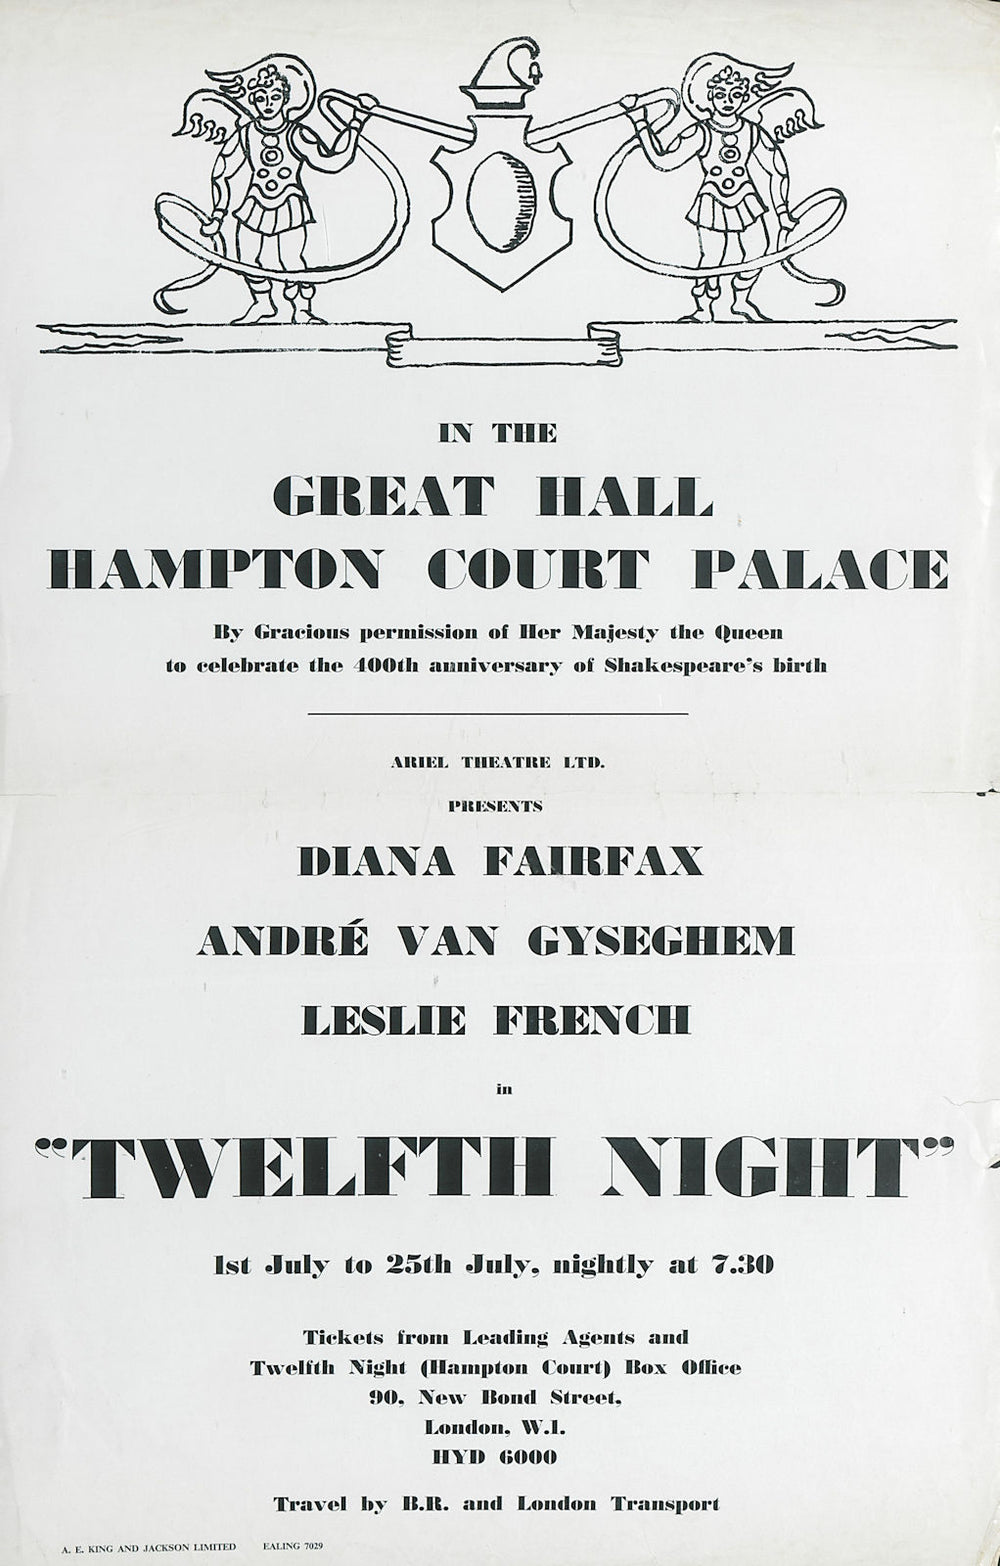 IN THE
GREAT HALL
HAMPTON COURT PALACE
By Gracious permission of Her Majesty the Queen
to celebrate the 400th anniversary of Shakespeare's birth
ARIEL THEATRE LTD.
PRESENTS
DIANA FAIRFAX
ANDRÉ VAN GYSEGHEM
LESLIE FRENCH
in
“TWELFTH NIGHT”
1st July to 25th July, nightly at 7.30
Tickets from Leading Agents and
Twelfth Night (Hampton Court) Box Office
90, New Bond Street,
London, W.1.
HYD 6000
Travel by B.R. and London Transport
A. E. KING AND JACKSON LIMITED EALING 7029